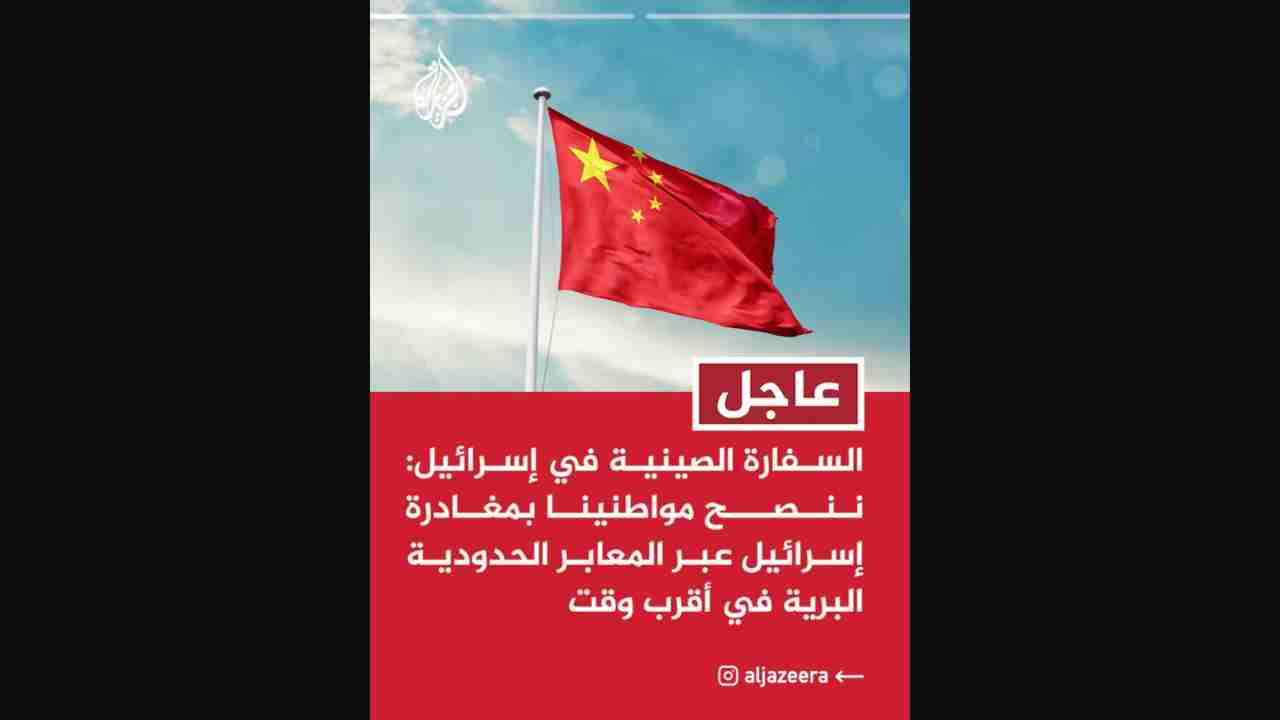 عاجل
السفارة الصينية في إسرائيل:
ننصح مواطنينا بمغادرة
إسرائيل عبر المعابر الحدودية
البرية في أقرب وقت
aljazeera